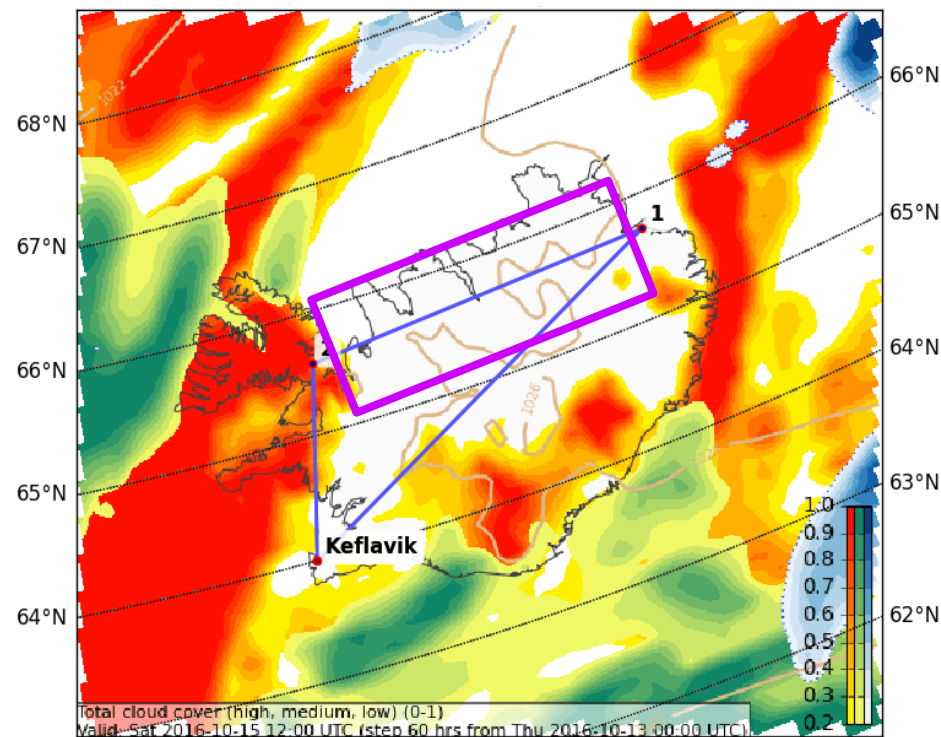 1022
68°N
67°N
66°N
65°N
64°N
66°N
65°N
64°N
63°N
62°N
1
2
1026
Keflavik
1.0
0.9
0.8
0.6
0.5
0.4
0.3
0.2
Total cloud cover (high, medium, low) (0-1)
Valid: Sat 2016-10-15 12:00 UTC (step 60 hrs from Thu 2016-10-13 00:00 UTC)